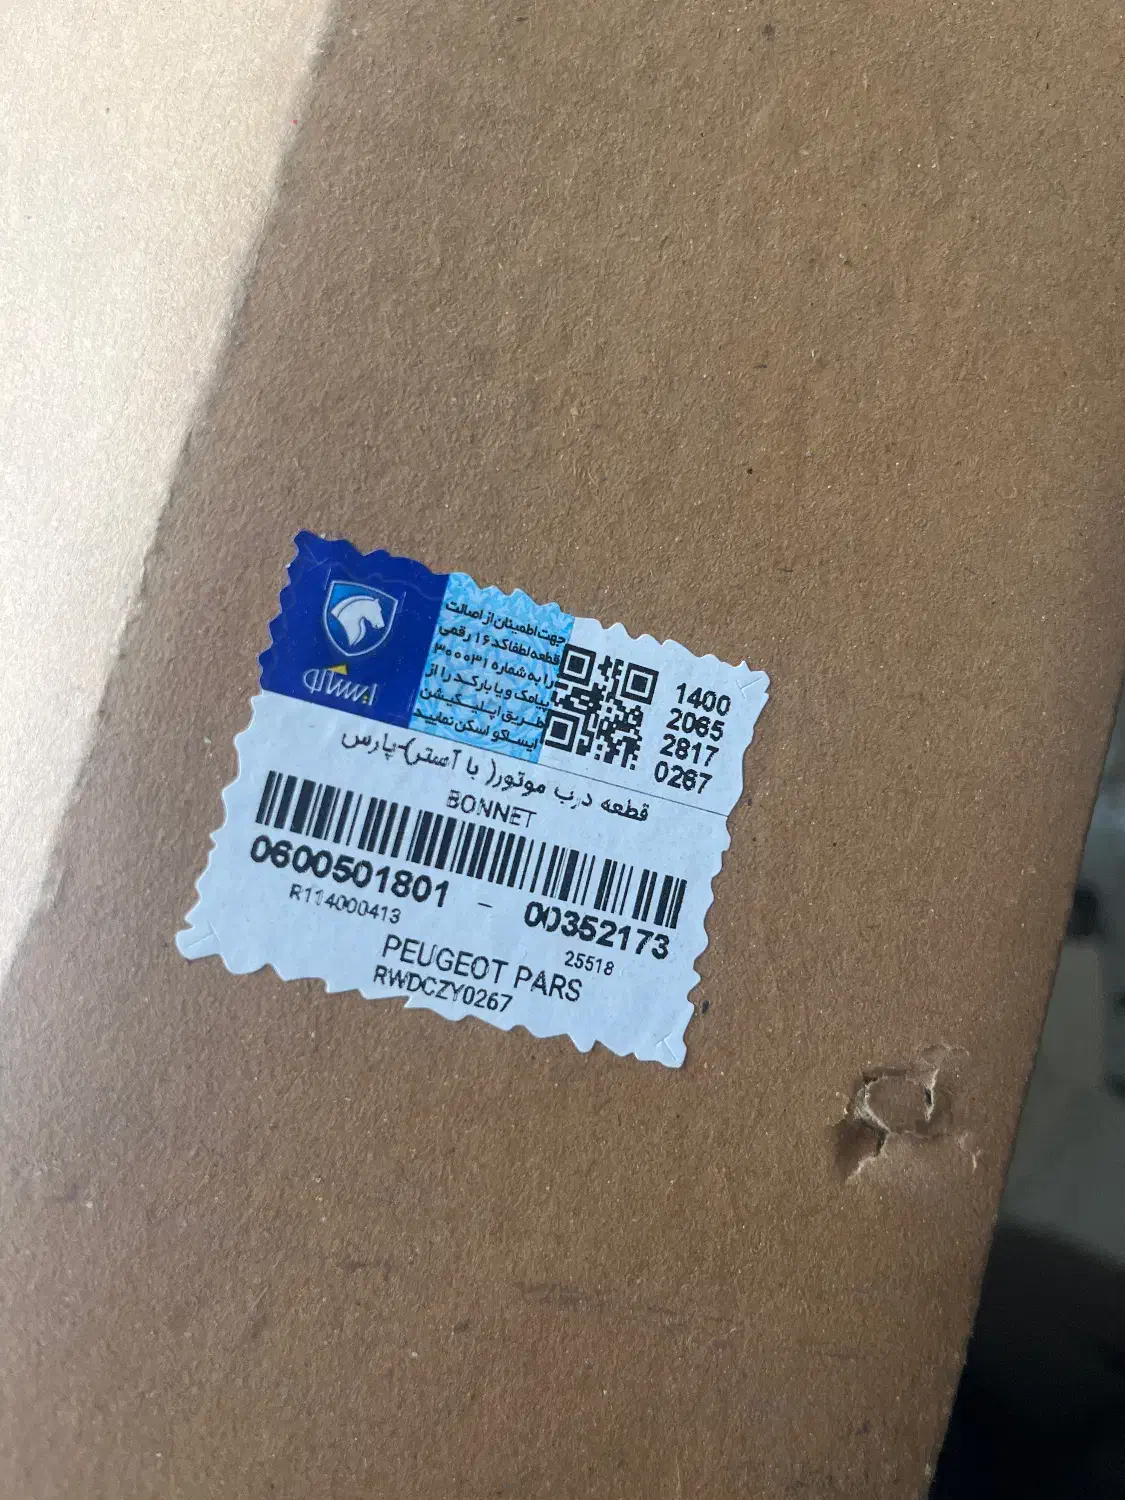 ایساکو
جهت اطمینان از اصالت
قطعه لطفا کد ۱۶ رقمی
را به شماره ۳۰۰۰۳۱
پیامک و یا بارکد را از
طریق اپلیکیشن
ایساکو اسکن نمایید
1400
2065
2817
0267
قطعه درب موتور( با آستر)-پارس
BONNET
0600501801 - 00352173
R114000413 25518
PEUGEOT PARS
RWDCZY0267